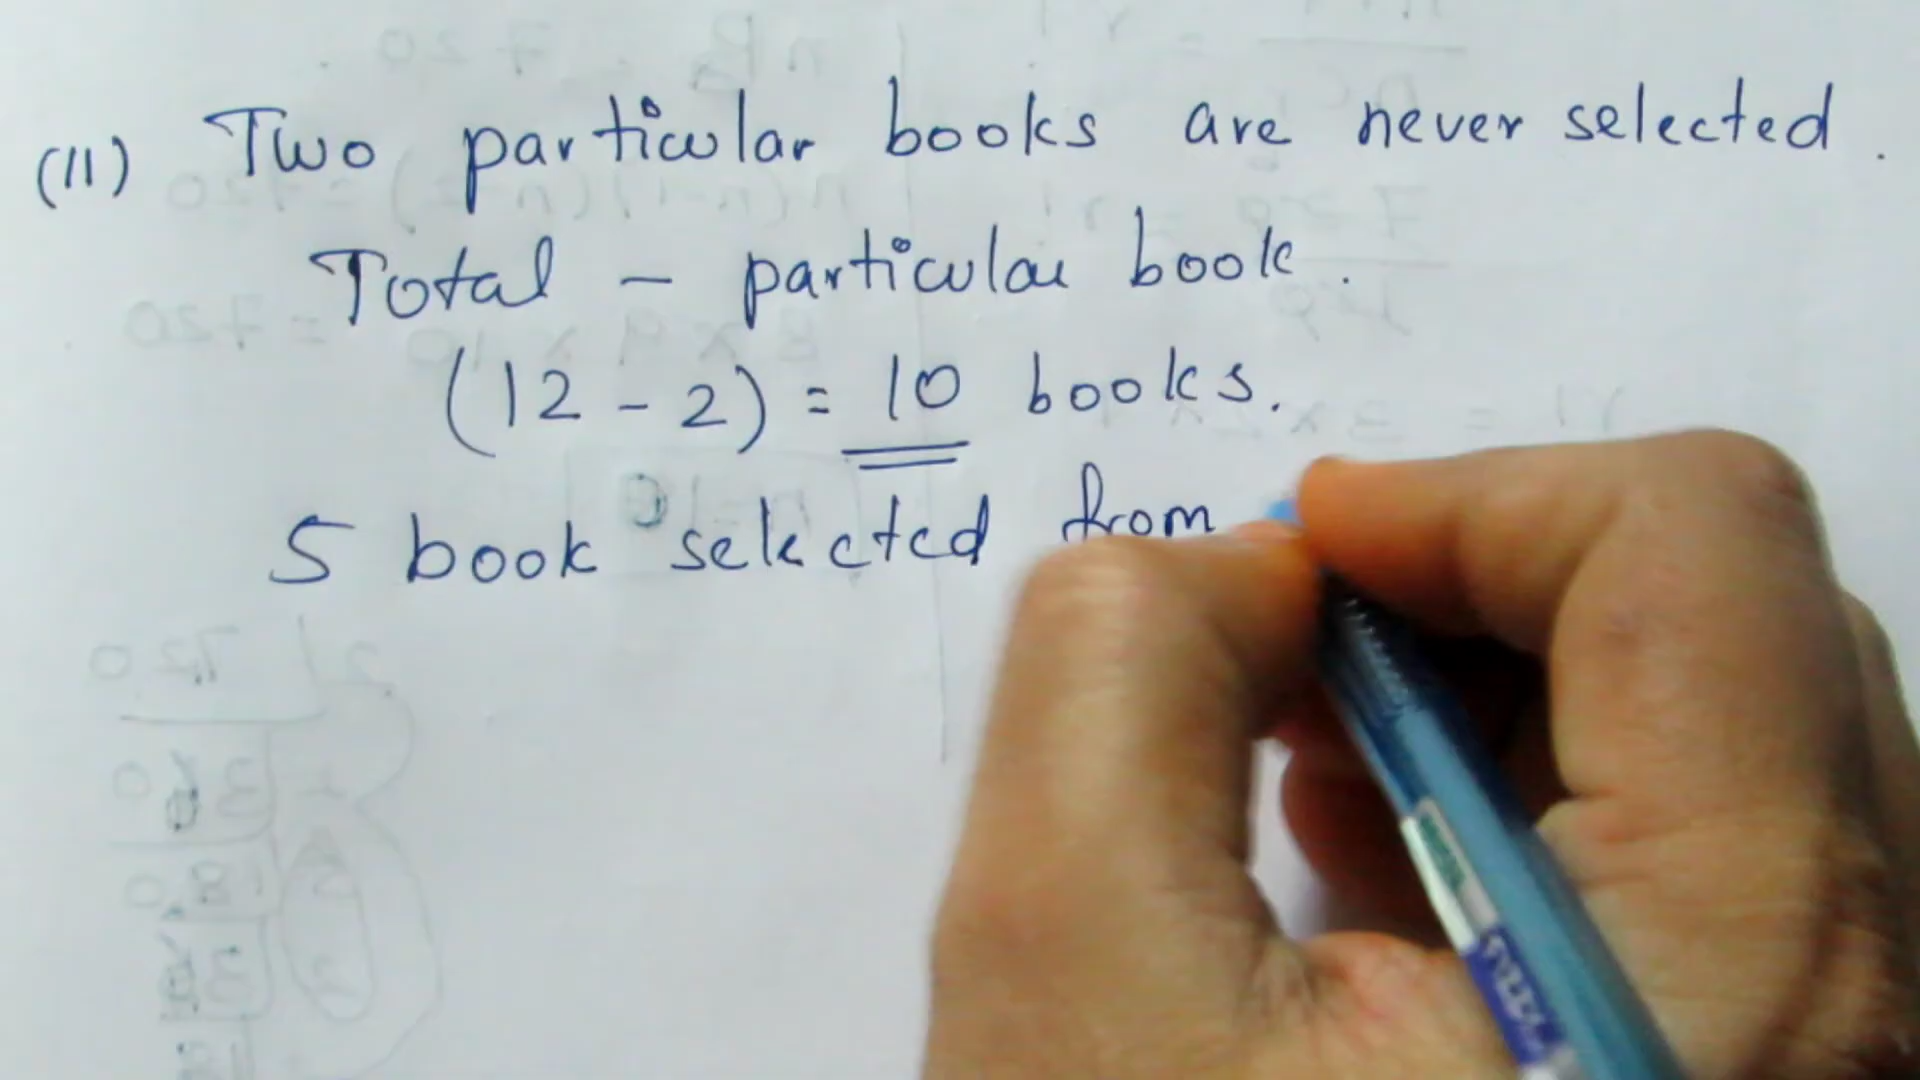 (II) Two particular books are never selected.
Total - particular book.
(12 - 2) = 10 books.
5 book selected from